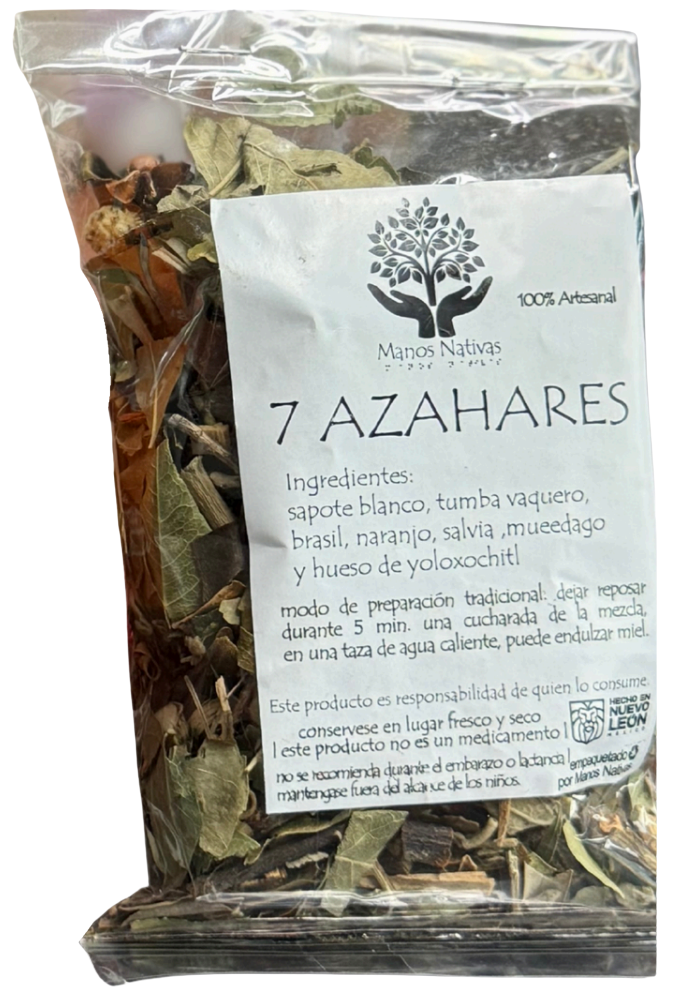 100% Artesanal
Manos Nativas
7 AZAHARES
Ingredientes:
sapote blanco, tumba vaquero,
brasil, naranjo, salvia ,mueedago
y hueso de yoloxochitl
modo de preparación tradicional: dejar reposar
durante 5 min. una cucharada de la mezcla,
en una taza de agua caliente, puede endulzar miel.
Este producto es responsabilidad de quien lo consume.
conservese en lugar fresco y seco
! este producto no es un medicamento !
no se recomienda durante el embarazo o lactancia !
mantengase fuera del alcance de los niños.
HECHO EN
NUEVO
LEÓN
MÉXICO
empaquetado
por Manos Nativas